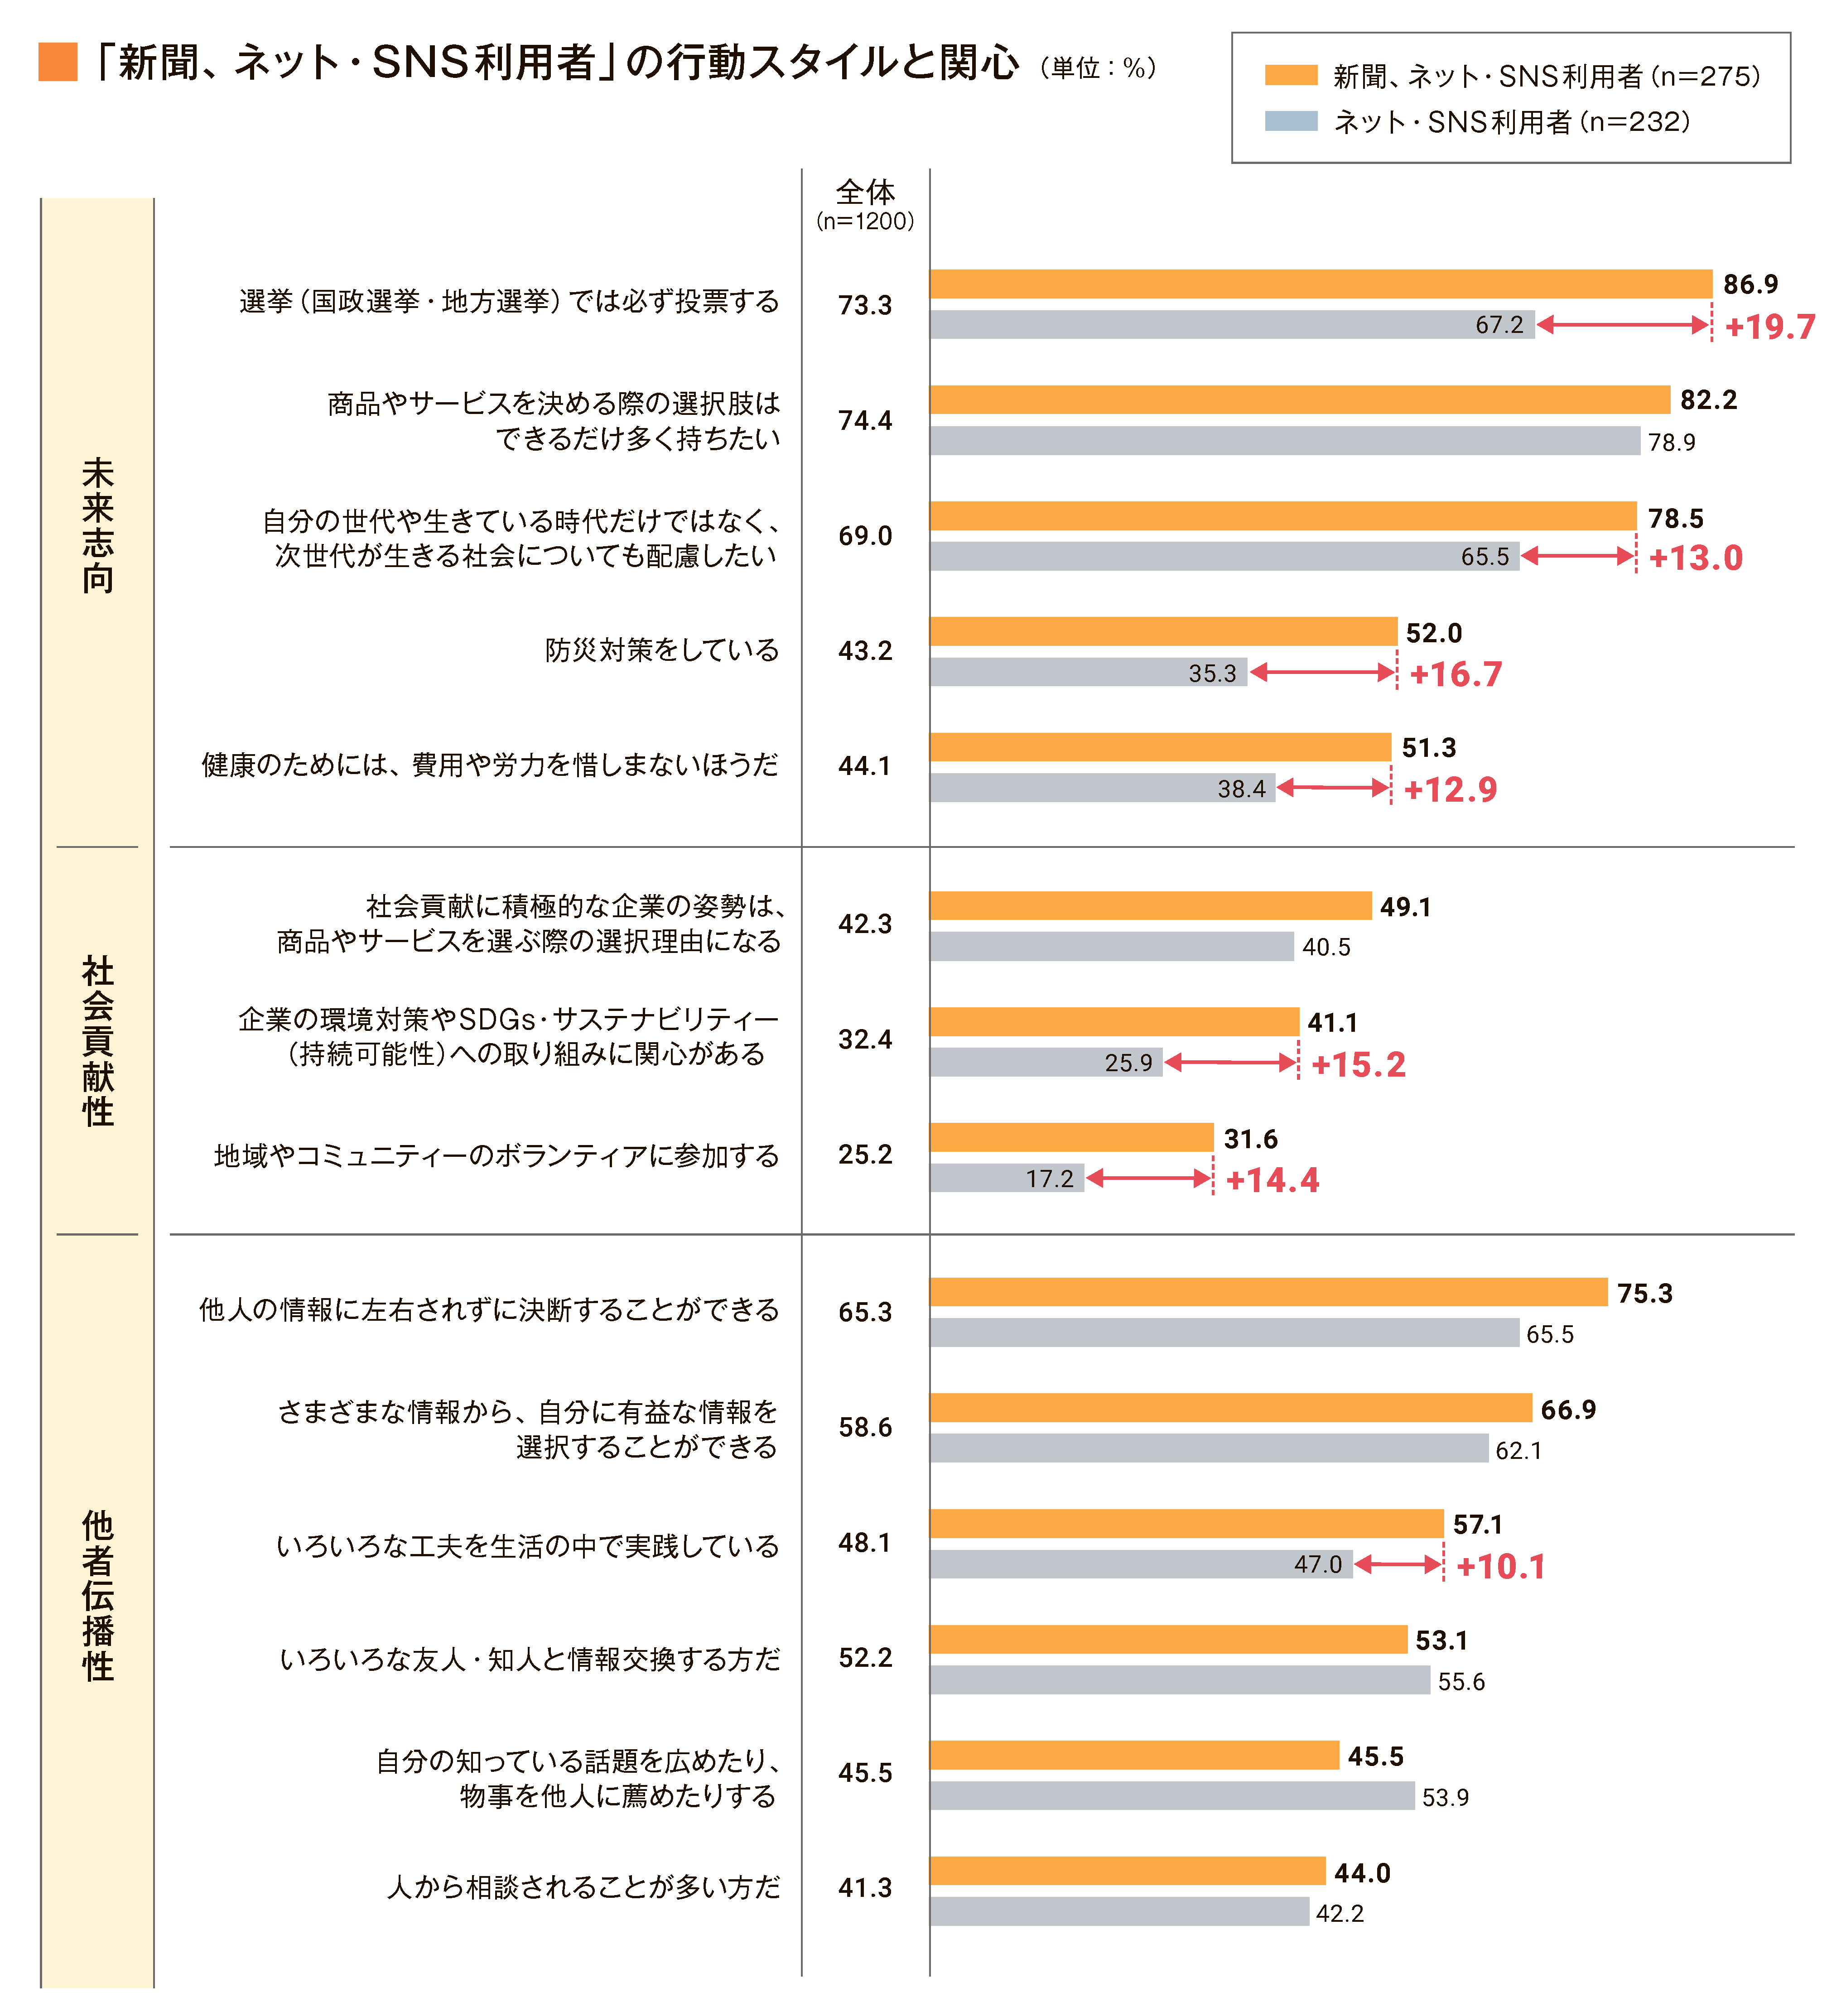 「新聞、ネット・SNS利用者」の行動スタイルと関心（単位：％）
新聞、ネット・SNS利用者（n＝275）
ネット・SNS利用者（n＝232）
全体
（n＝1200）
未来志向
選挙（国政選挙・地方選挙）では必ず投票する
73.3
86.9
67.2
+19.7
商品やサービスを決める際の選択肢は
できるだけ多く持ちたい
74.4
82.2
78.9
自分の世代や生きている時代だけではなく、
次世代が生きる社会についても配慮したい
69.0
78.5
65.5
+13.0
防災対策をしている
43.2
52.0
35.3
+16.7
健康のためには、費用や労力を惜しまないほうだ
44.1
51.3
38.4
+12.9
社会貢献性
社会貢献に積極的な企業の姿勢は、
商品やサービスを選ぶ際の選択理由になる
42.3
49.1
40.5
企業の環境対策やSDGs・サステナビリティー
（持続可能性）への取り組みに関心がある
32.4
41.1
25.9
+15.2
地域やコミュニティーのボランティアに参加する
25.2
31.6
17.2
+14.4
他者伝播性
他人の情報に左右されずに決断することができる
65.3
75.3
65.5
さまざまな情報から、自分に有益な情報を
選択することができる
58.6
66.9
62.1
いろいろな工夫を生活の中で実践している
48.1
57.1
47.0
+10.1
いろいろな友人・知人と情報交換する方だ
52.2
53.1
55.6
自分の知っている話題を広めたり、
物事を他人に薦めたりする
45.5
45.5
53.9
人から相談されることが多い方だ
41.3
44.0
42.2